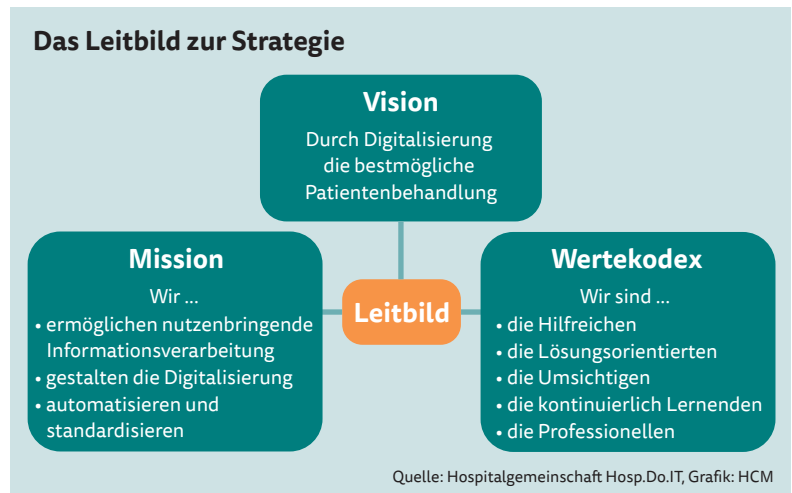 Das Leitbild zur Strategie
Vision
Durch Digitalisierung
die bestmögliche
Patientenbehandlung
Mission
Wir ...
• ermöglichen nutzenbringende
Informationsverarbeitung
• gestalten die Digitalisierung
• automatisieren und
standardisieren
Leitbild
Wertekodex
Wir sind ...
• die Hilfreichen
• die Lösungsorientierten
• die Umsichtigen
• die kontinuierlich Lernenden
• die Professionellen
Quelle: Hospitalgemeinschaft Hosp.Do.IT, Grafik: HCM